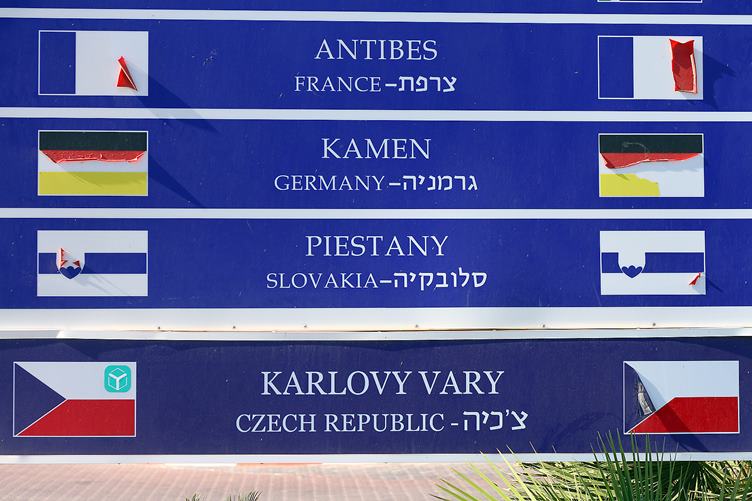 ANTIBES
FRANCE-צרפת
KAMEN
GERMANY-גרמניה
PIESTANY
SLOVAKIA-סלובקיה
KARLOVY VARY
CZECH REPUBLIC -צ'כיה